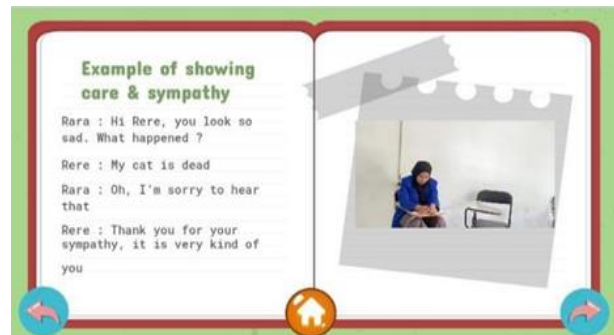 Example of showing
care & sympathy
Rara : Hi Rere, you look so
sad. What happened ?
Rere : My cat is dead
Rara : Oh, I'm sorry to hear
that
Rere : Thank you for your
sympathy, it is very kind of
you